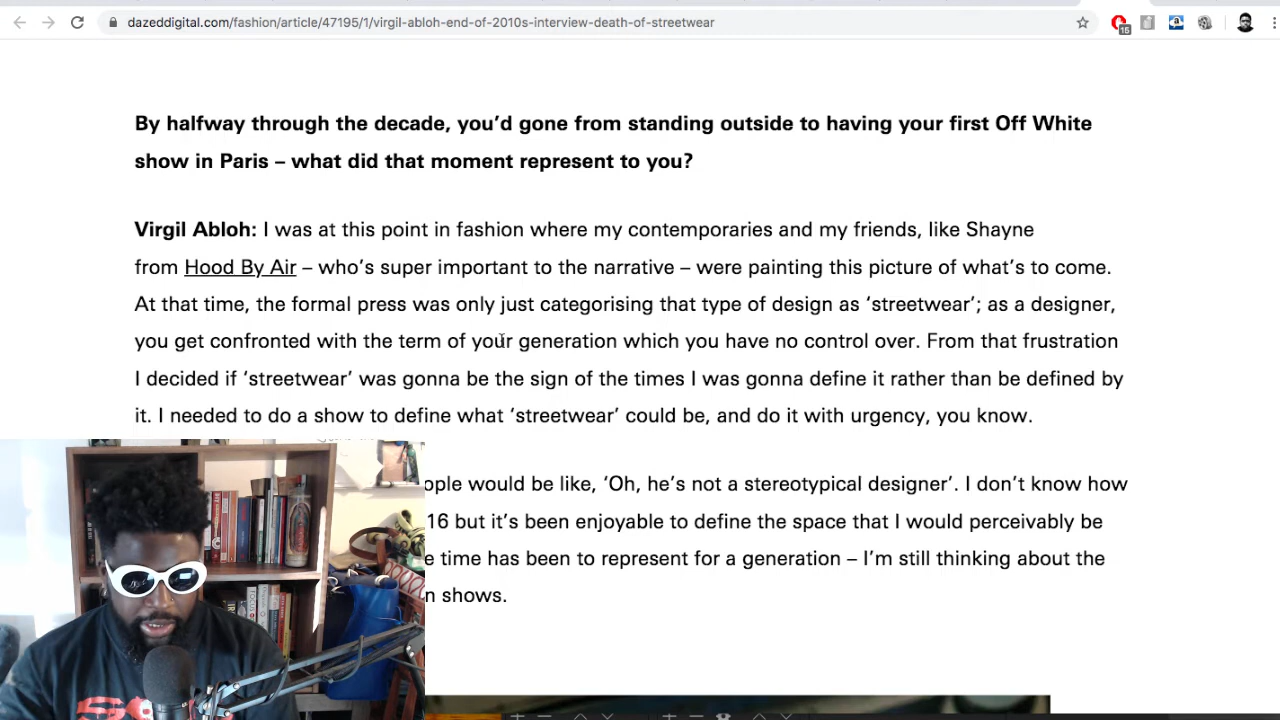 dazeddigital.com/fashion/article/47195/1/virgil-abloh-end-of-2010s-interview-death-of-streetwear
15
By halfway through the decade, you’d gone from standing outside to having your first Off White
show in Paris – what did that moment represent to you?
Virgil Abloh: I was at this point in fashion where my contemporaries and my friends, like Shayne
from Hood By Air – who’s super important to the narrative – were painting this picture of what’s to come.
At that time, the formal press was only just categorising that type of design as ‘streetwear’; as a designer,
you get confronted with the term of your generation which you have no control over. From that frustration
I decided if ‘streetwear’ was gonna be the sign of the times I was gonna define it rather than be defined by
it. I needed to do a show to define what ‘streetwear’ could be, and do it with urgency, you know.
ople would be like, ‘Oh, he’s not a stereotypical designer’. I don’t know how
16 but it’s been enjoyable to define the space that I would perceivably be
e time has been to represent for a generation – I’m still thinking about the
n shows.